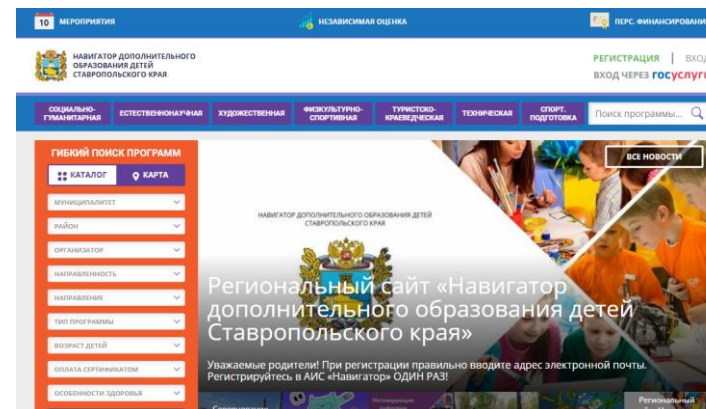 10 МЕРОПРИЯТИЯ
НЕЗАВИСИМАЯ ОЦЕНКА
ПЕРС. ФИНАНСИРОВАНИ
НАВИГАТОР ДОПОЛНИТЕЛЬНОГО
ОБРАЗОВАНИЯ ДЕТЕЙ
СТАВРОПОЛЬСКОГО КРАЯ
РЕГИСТРАЦИЯ | ВХОД
ВХОД ЧЕРЕЗ госуслуги
СОЦИАЛЬНО-
ГУМАНИТАРНАЯ
ЕСТЕСТВЕННОНАУЧНАЯ
ХУДОЖЕСТВЕННАЯ
ФИЗКУЛЬТУРНО-
СПОРТИВНАЯ
ТУРИСТСКО-
КРАЕВЕДЧЕСКАЯ
ТЕХНИЧЕСКАЯ
СПОРТ.
ПОДГОТОВКА
Поиск программы...
ГИБКИЙ ПОИСК ПРОГРАММ
КАТАЛОГ
КАРТА
МУНИЦИПАЛИТЕТ
РАЙОН
ОРГАНИЗАТОР
НАПРАВЛЕННОСТЬ
НАПРАВЛЕНИЕ
ТИП ПРОГРАММЫ
ВОЗРАСТ ДЕТЕЙ
ОПЛАТА СЕРТИФИКАТОМ
ОСОБЕННОСТИ ЗДОРОВЬЯ
ВСЕ НОВОСТИ
НАВИГАТОР ДОПОЛНИТЕЛЬНОГО ОБРАЗОВАНИЯ ДЕТЕЙ
СТАВРОПОЛЬСКОГО КРАЯ
Региональный сайт «Навигатор
дополнительного образования детей
Ставропольского края»
Уважаемые родители! При регистрации правильно вводите адрес электронной почты.
Регистрируйтесь в АИС «Навигатор» ОДИН РАЗ!
Региональный